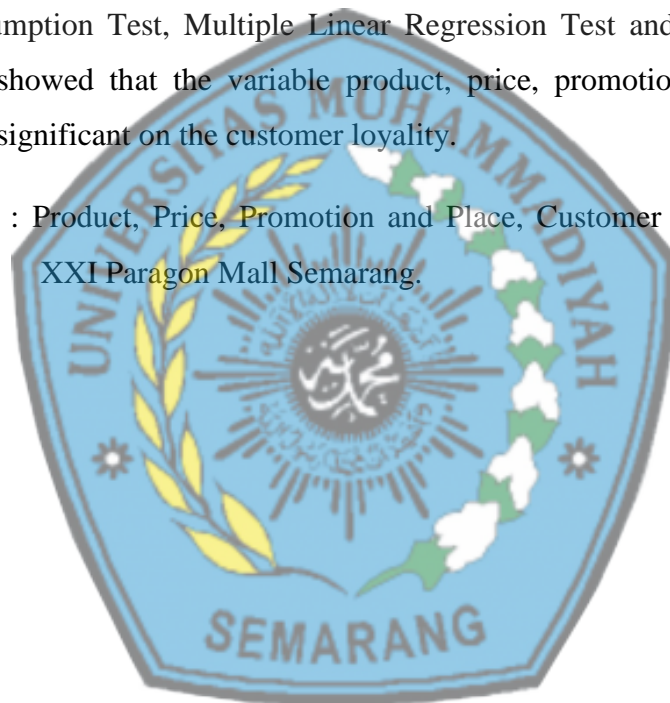 umption Test, Multiple Linear Regression Test and
showed that the variable product, price, promotio
significant on the customer loyality.
: Product, Price, Promotion and Place, Customer
XXI Paragon Mall Semarang.
UNIVERSITAS MUHAMMADIYAH
SEMARANG